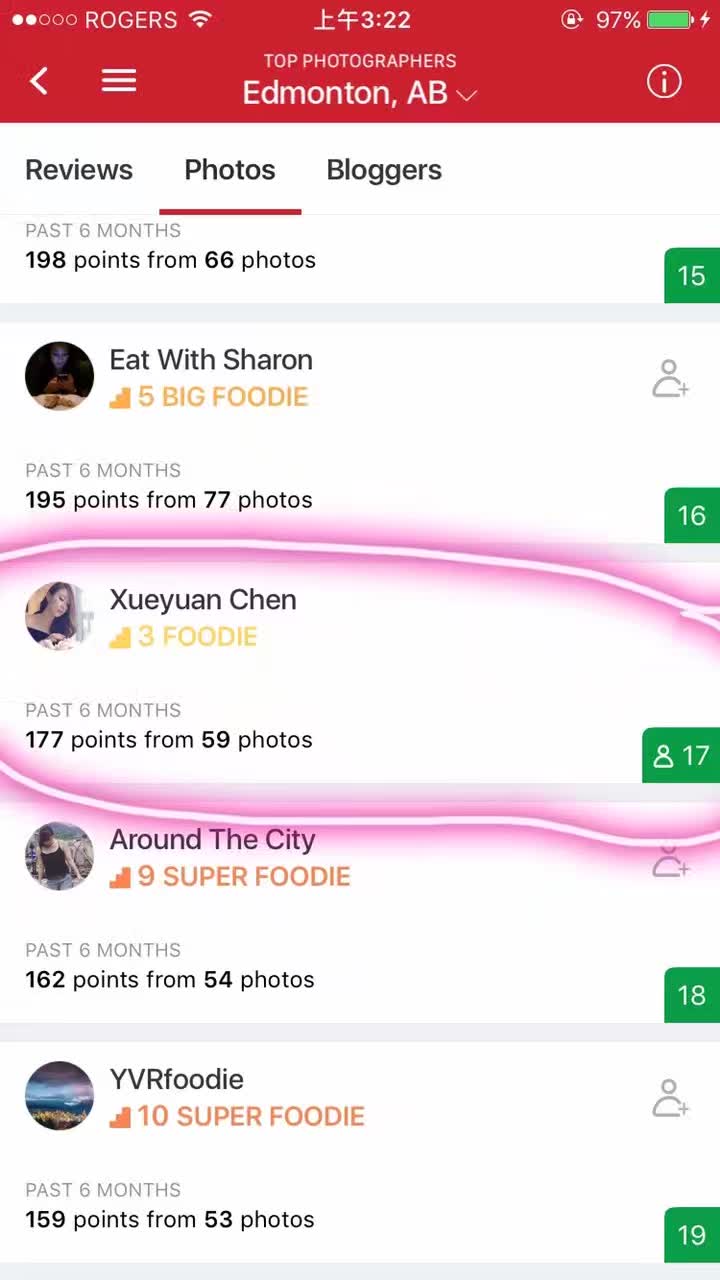 ROGERS 上午3:22 97%
TOP PHOTOGRAPHERS
Edmonton, AB
Reviews Photos Bloggers
PAST 6 MONTHS
198 points from 66 photos
15
Eat With Sharon
5 BIG FOODIE
PAST 6 MONTHS
195 points from 77 photos
16
Xueyuan Chen
3 FOODIE
PAST 6 MONTHS
177 points from 59 photos
17
Around The City
9 SUPER FOODIE
PAST 6 MONTHS
162 points from 54 photos
18
YVRfoodie
10 SUPER FOODIE
PAST 6 MONTHS
159 points from 53 photos
19